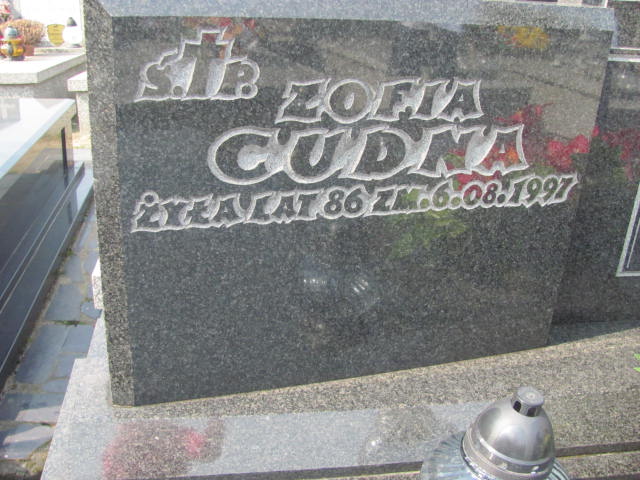 Ś.†P.
ZOFIA
CUDNA
ŻYŁA LAT 86 ZM. 6.08.1997